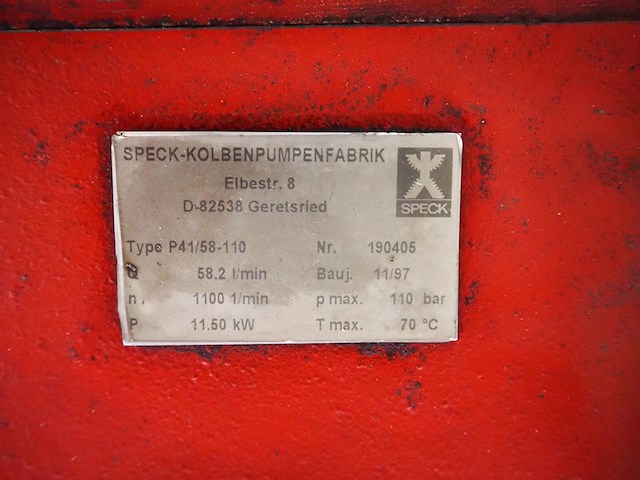 SPECK-KOLBENPUMPENFABRIK
Elbestr. 8
D-82538 Geretsried
SPECK
Type P41/58-110 Nr. 190405
Q 58.2 l/min Bauj. 11/97
n 1100 1/min p max. 110 bar
P 11.50 kW T max. 70 °C